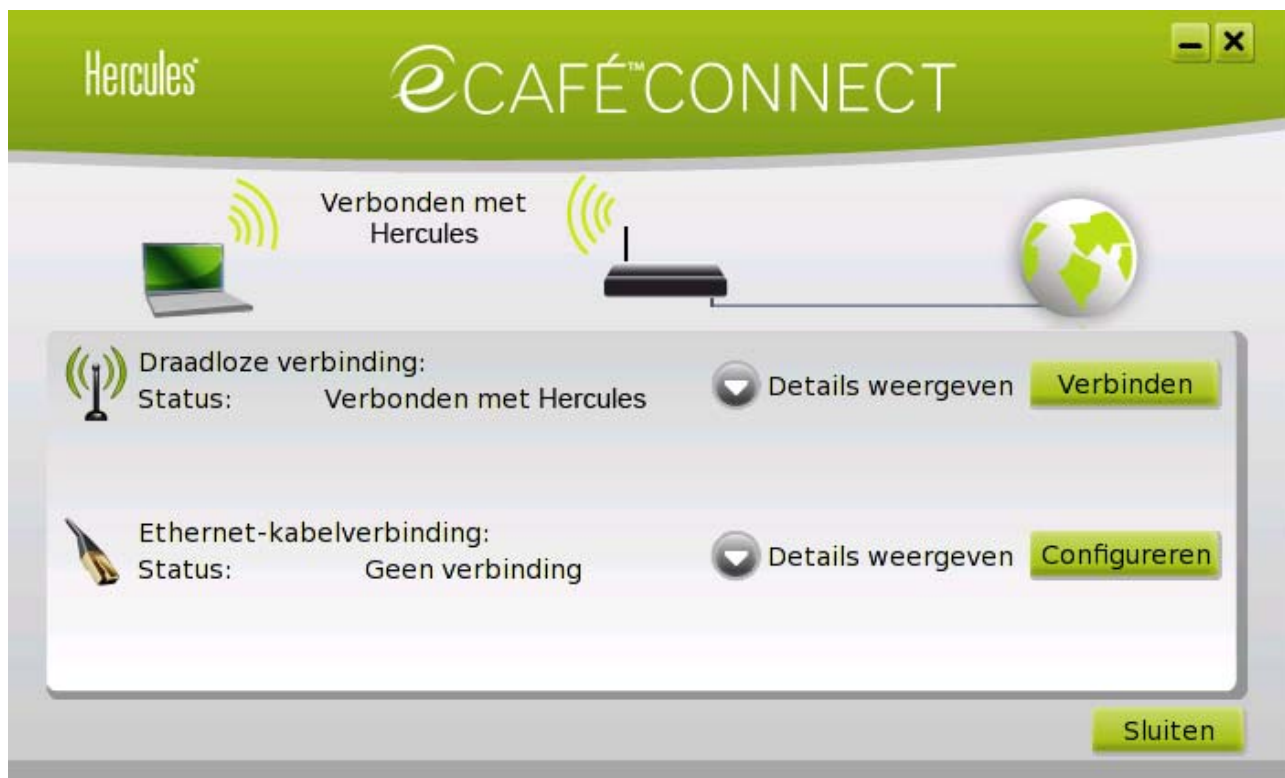 Hercules
eCAFÉ™CONNECT
Verbonden met
Hercules
Draadloze verbinding:
Status: Verbonden met Hercules
Details weergeven
Verbinden
Ethernet-kabelverbinding:
Status: Geen verbinding
Details weergeven
Configureren
Sluiten